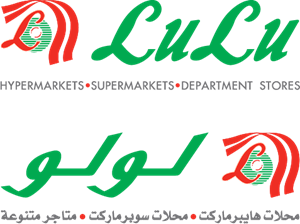 LuLu
HYPERMARKETS•SUPERMARKETS•DEPARTMENT STORES
لولو
محلات هايبرماركت • محلات سوبرماركت • متاجر متنوعة